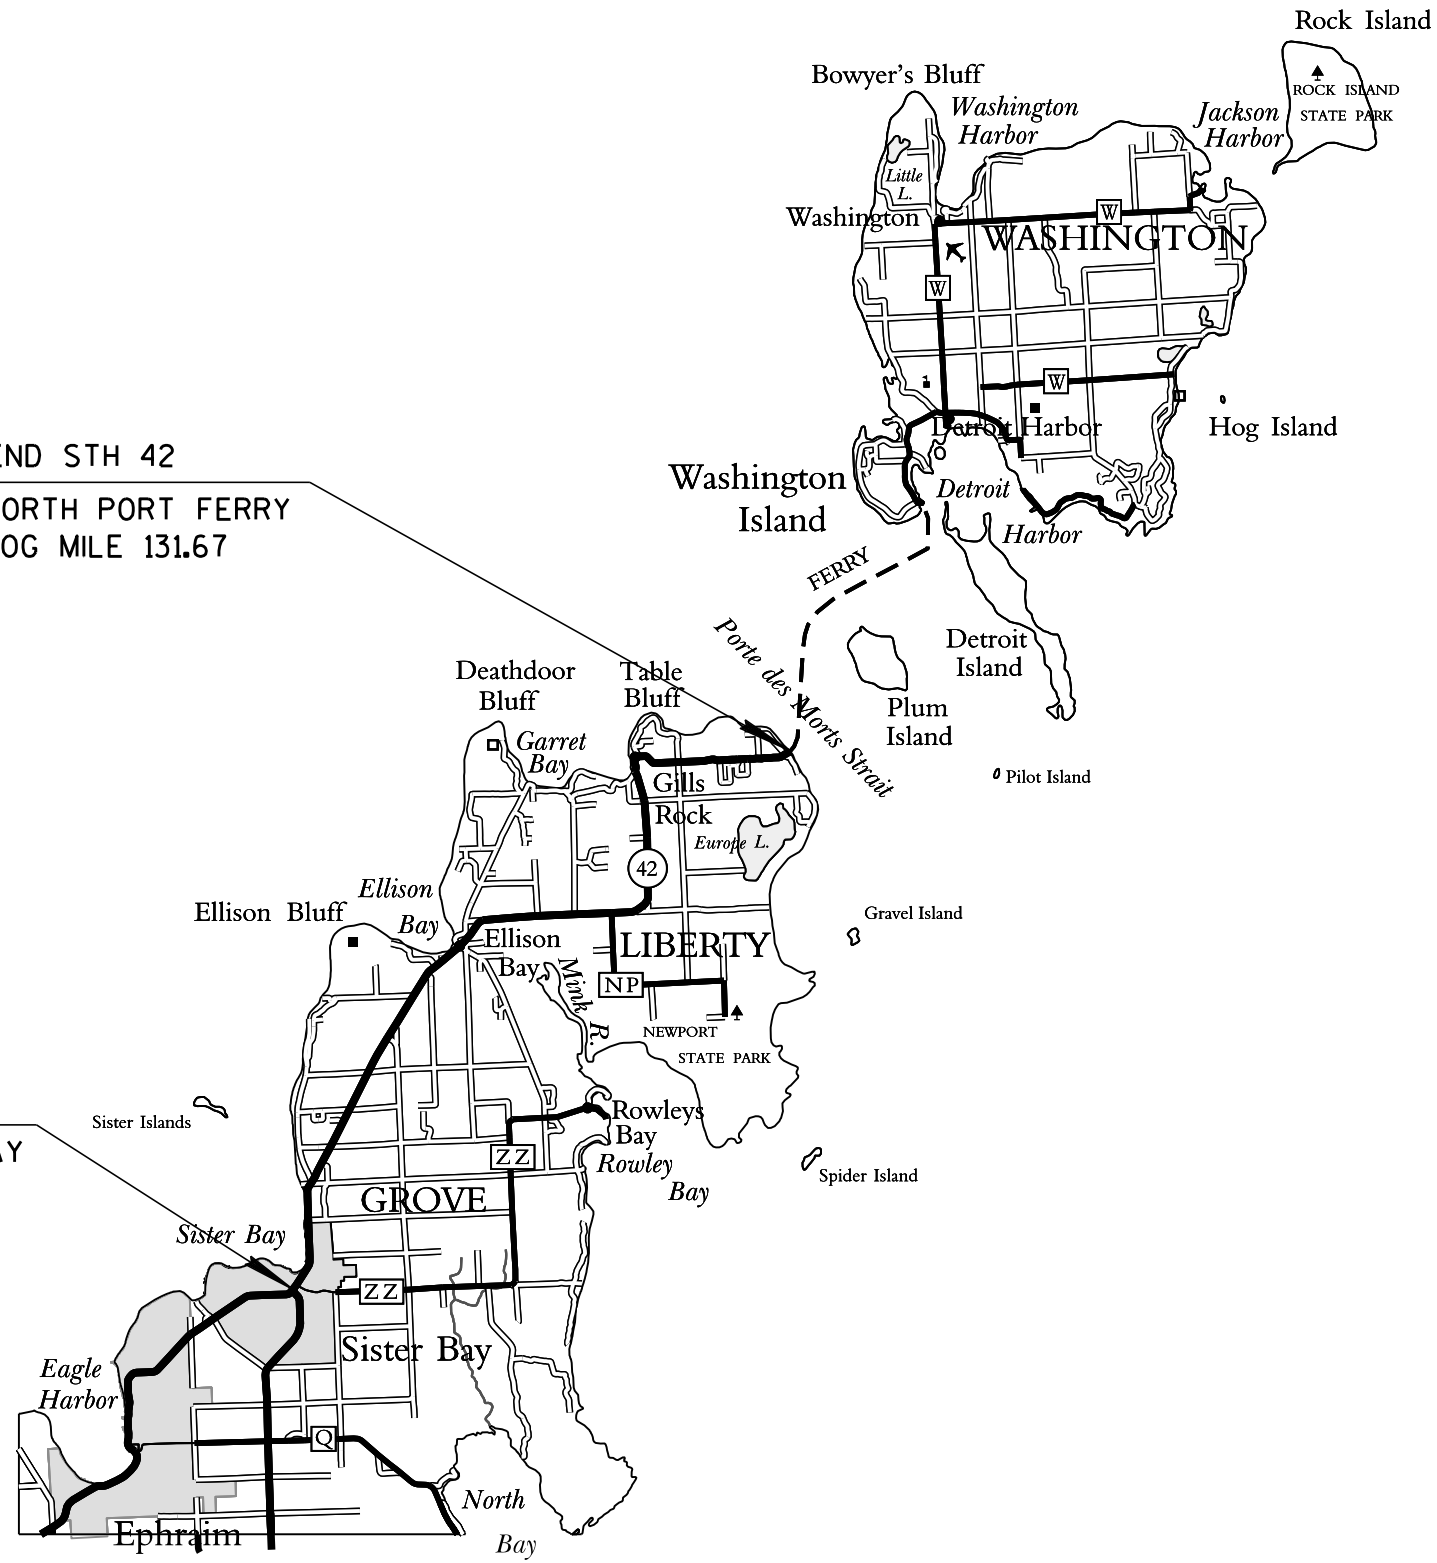 Rock Island
ROCK ISLAND
STATE PARK
Bowyer's Bluff
Washington
Harbor
Jackson
Harbor
Little
L.
Washington
W
WASHINGTON
W
W
Detroit Harbor
Hog Island
END STH 42
ORTH PORT FERRY
OG MILE 131.67
Washington
Island
Detroit
Harbor
FERRY
Porte des Morts Strait
Detroit
Island
Plum
Island
Pilot Island
Deathdoor
Bluff
Table
Bluff
Garret
Bay
Gills
Rock
Europe L.
42
Ellison
Bay
Ellison Bluff
Gravel Island
Ellison
Bay
LIBERTY
Mink R.
NP
NEWPORT
STATE PARK
Sister Islands
Rowleys
Bay
Rowley
Bay
Spider Island
AY
ZZ
GROVE
Sister Bay
ZZ
Sister Bay
Eagle
Harbor
Q
North
Bay
Ephraim